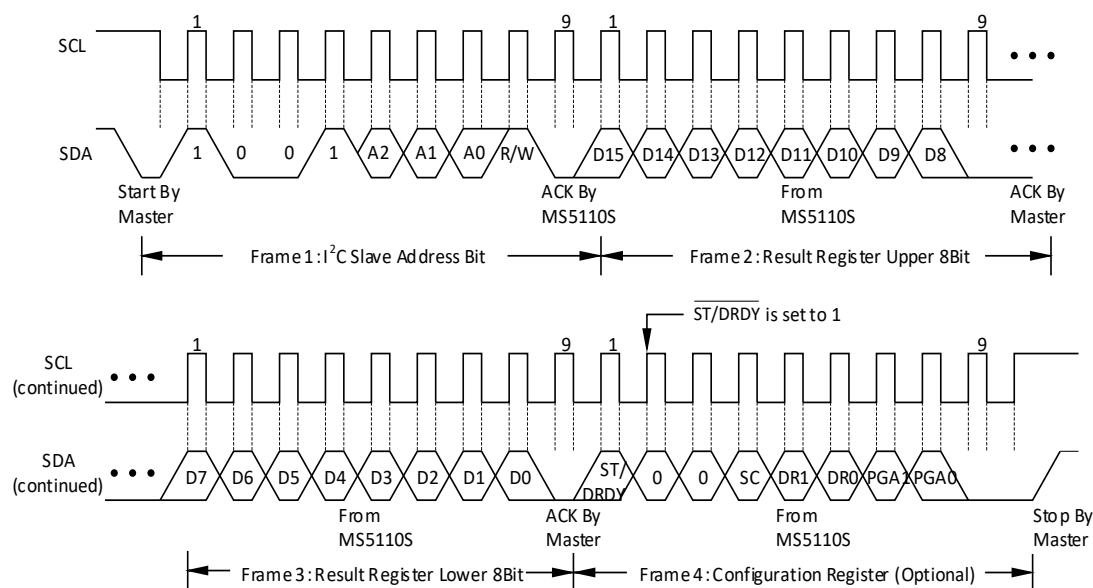 1 9 1 9
SCL
SDA 1 0 0 1 A2 A1 A0 R/W D15 D14 D13 D12 D11 D10 D9 D8
Start By Master
ACK By MS5110S
From MS5110S
ACK By Master
Frame 1: I²C Slave Address Bit
Frame 2: Result Register Upper 8Bit
ST/DRDY is set to 1
1 9 1 9
SCL (continued)
SDA (continued) D7 D6 D5 D4 D3 D2 D1 D0 ST/DRDY 0 0 SC DR1 DR0 PGA1 PGA0
From MS5110S
ACK By Master
From MS5110S
Stop By Master
Frame 3: Result Register Lower 8Bit
Frame 4: Configuration Register (Optional)